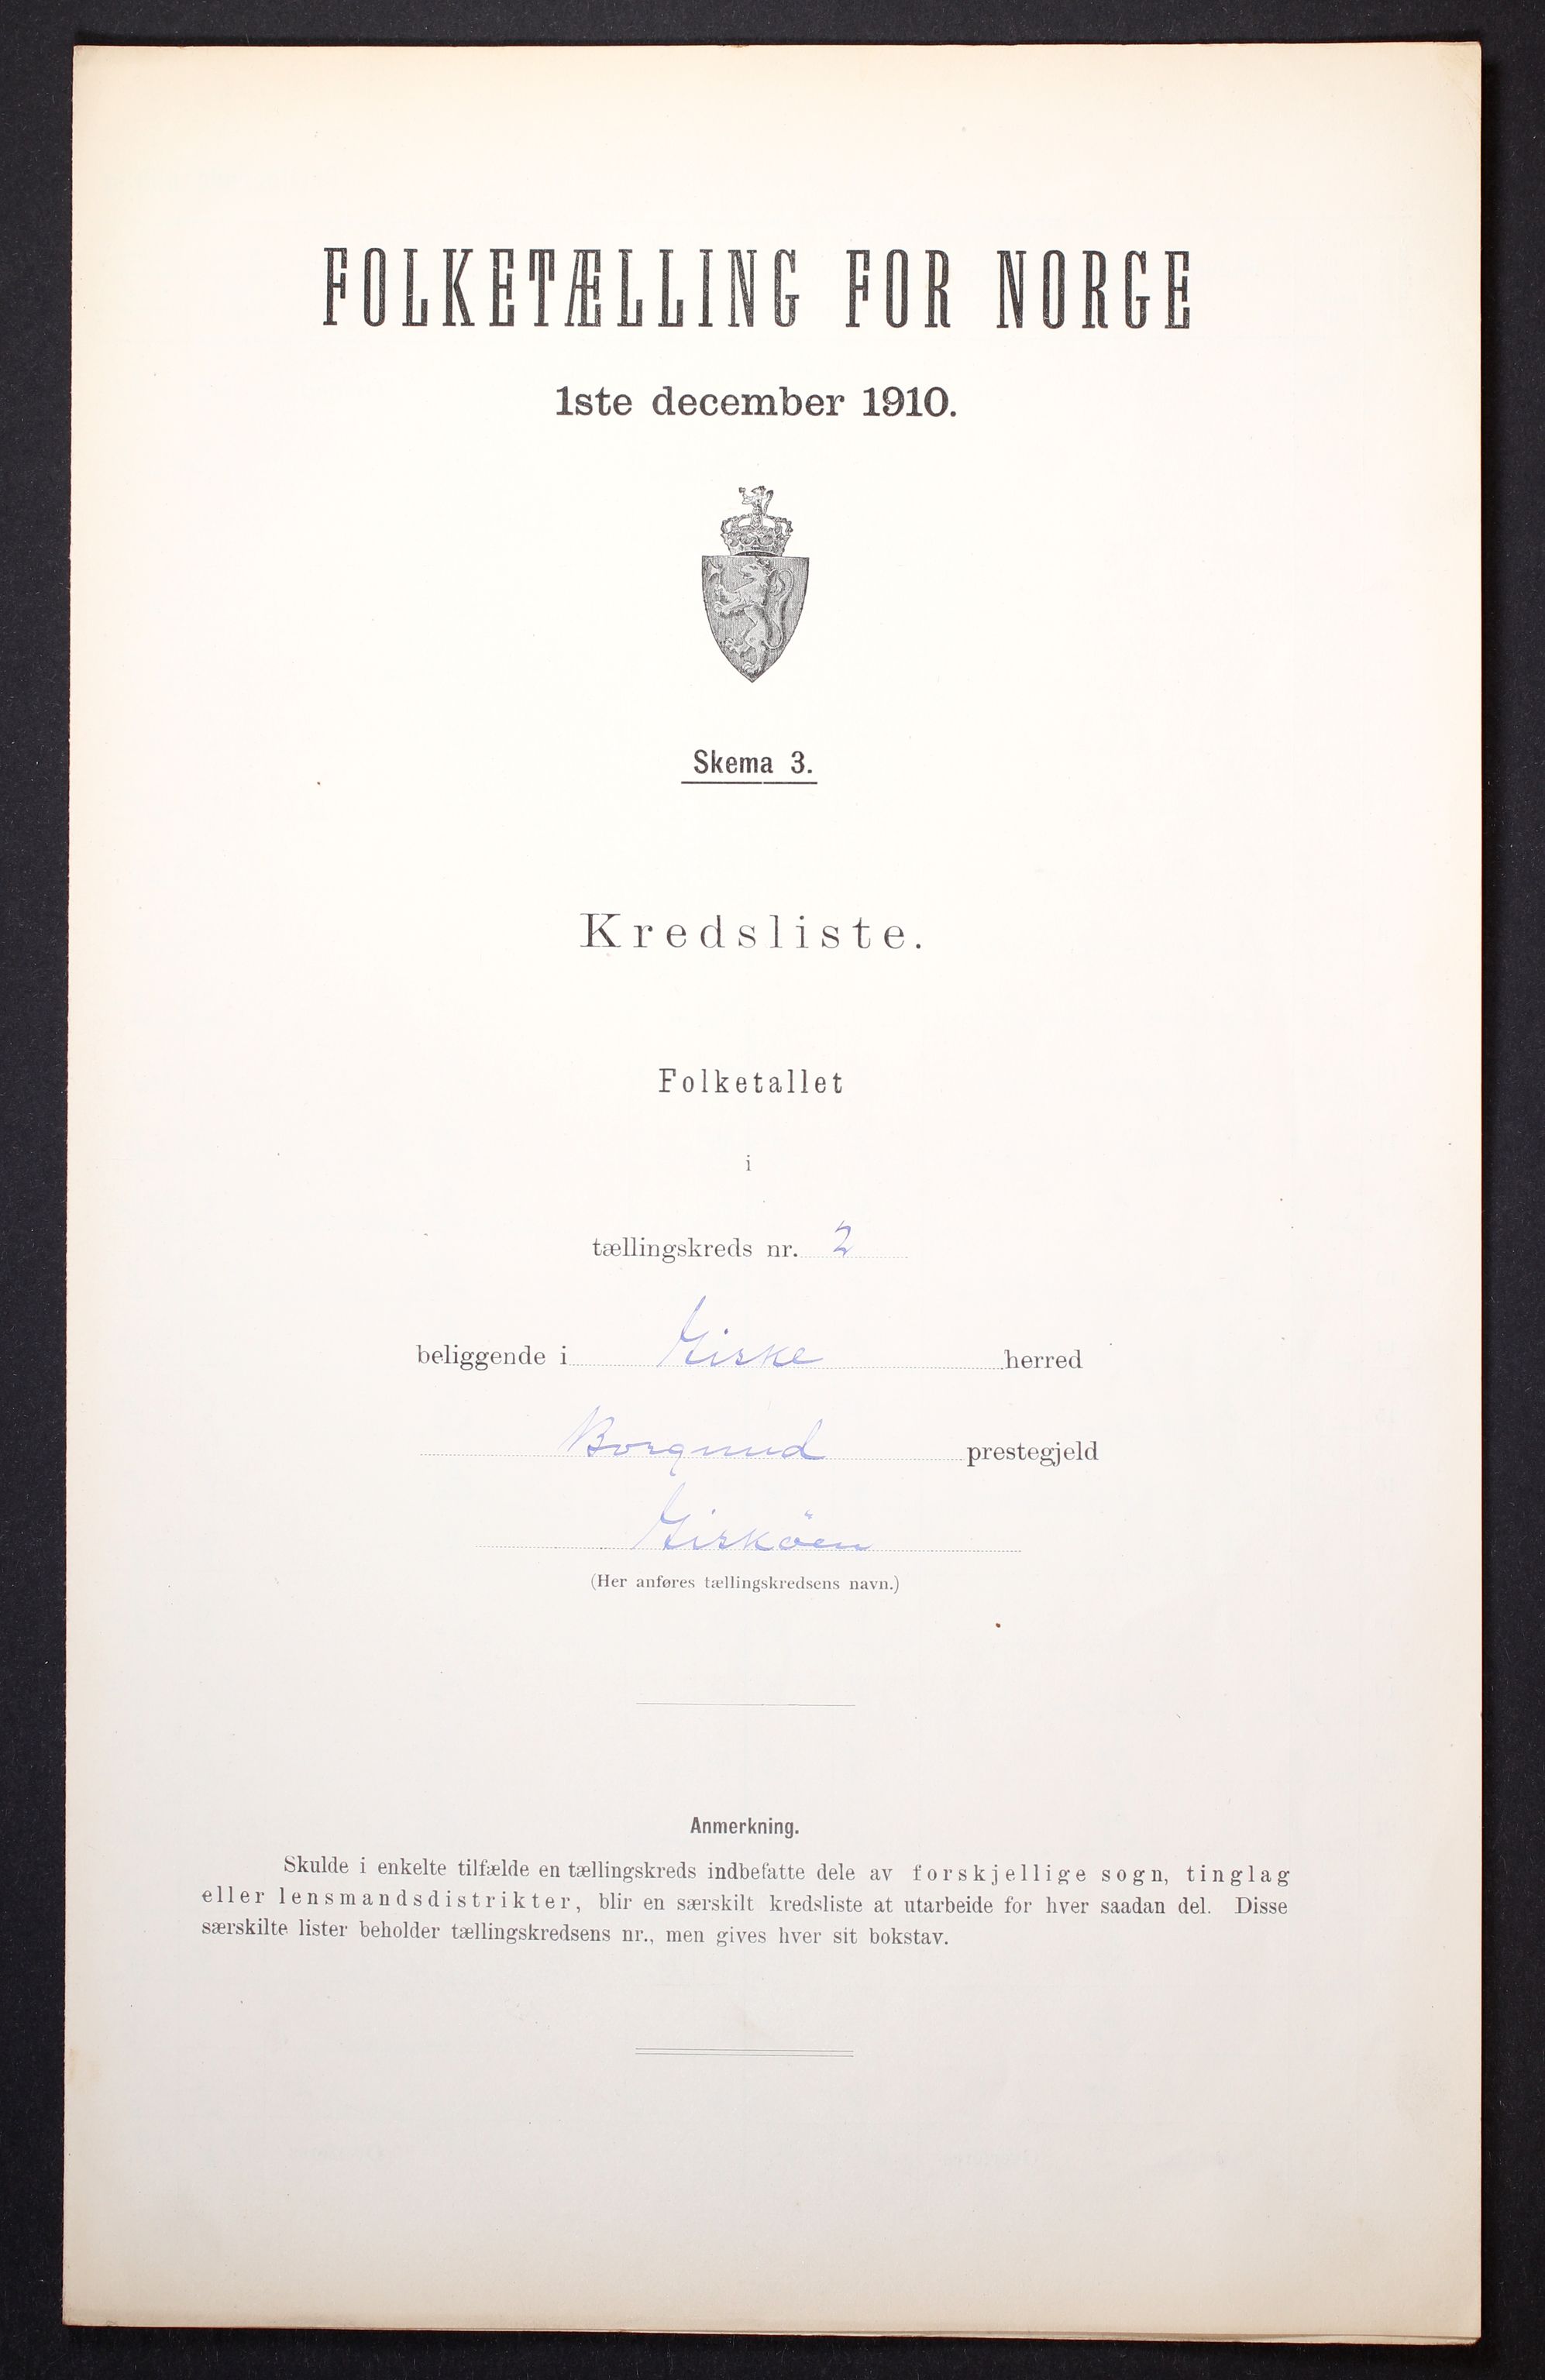 FOLKETÆLLING FOR NORGE
1ste december 1910.
Skema 3.
Kredsliste.
Folketallet
i
tællingskreds nr. 2
beliggende i Giske herred
Borgund prestegjeld
Gisköen
(Her anføres tællingskredsens navn.)
Anmerkning.
Skulde i enkelte tilfælde en tællingskreds indbefatte dele av forskjellige sogn, tinglag
eller lensmandsdistrikter, blir en særskilt kredsliste at utarbeide for hver saadan del. Disse
særskilte lister beholder tællingskredsens nr., men gives hver sit bokstav.